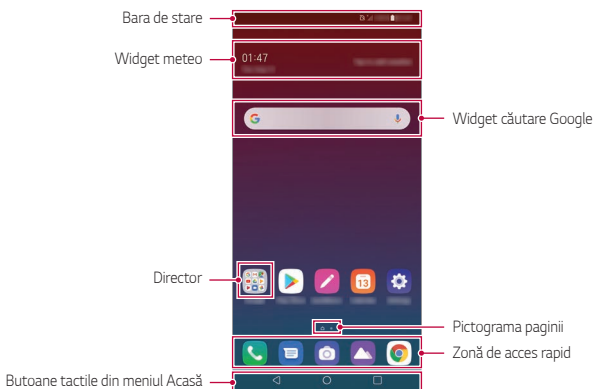 Bara de stare
Widget meteo
01:47
Widget căutare Google
Director
13
Pictograma paginii
Zonă de acces rapid
Butoane tactile din meniul Acasă